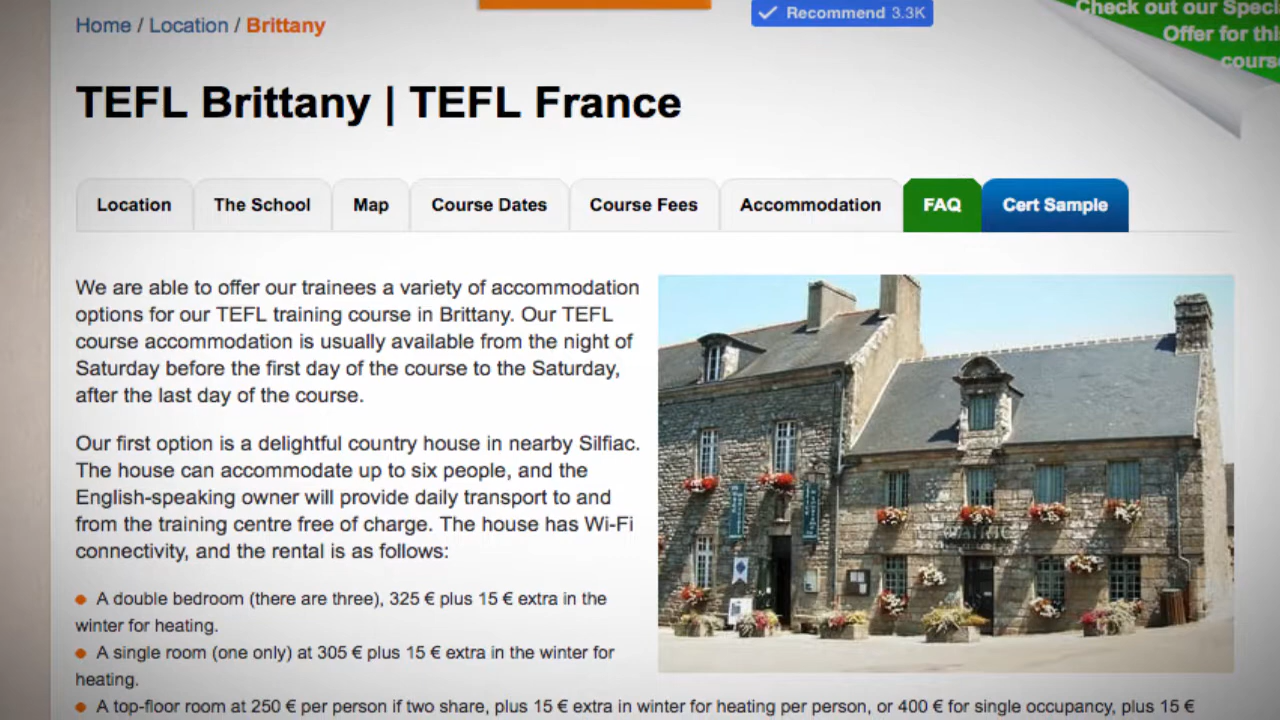 Check out our Speci
Home / Location / Brittany
Recommend 3.3K
Offer for thi
cours
TEFL Brittany | TEFL France
Location
The School
Map
Course Dates
Course Fees
Accommodation
FAQ
Cert Sample
We are able to offer our trainees a variety of accommodation
options for our TEFL training course in Brittany. Our TEFL
course accommodation is usually available from the night of
Saturday before the first day of the course to the Saturday,
after the last day of the course.
Our first option is a delightful country house in nearby Silfiac.
The house can accommodate up to six people, and the
English-speaking owner will provide daily transport to and
from the training centre free of charge. The house has Wi-Fi
connectivity, and the rental is as follows:
A double bedroom (there are three), 325 € plus 15 € extra in the
winter for heating.
A single room (one only) at 305 € plus 15 € extra in the winter for
heating.
A top-floor room at 250 € per person if two share, plus 15 € extra in winter for heating per person, or 400 € for single occupancy, plus 15 €
MAIRIE